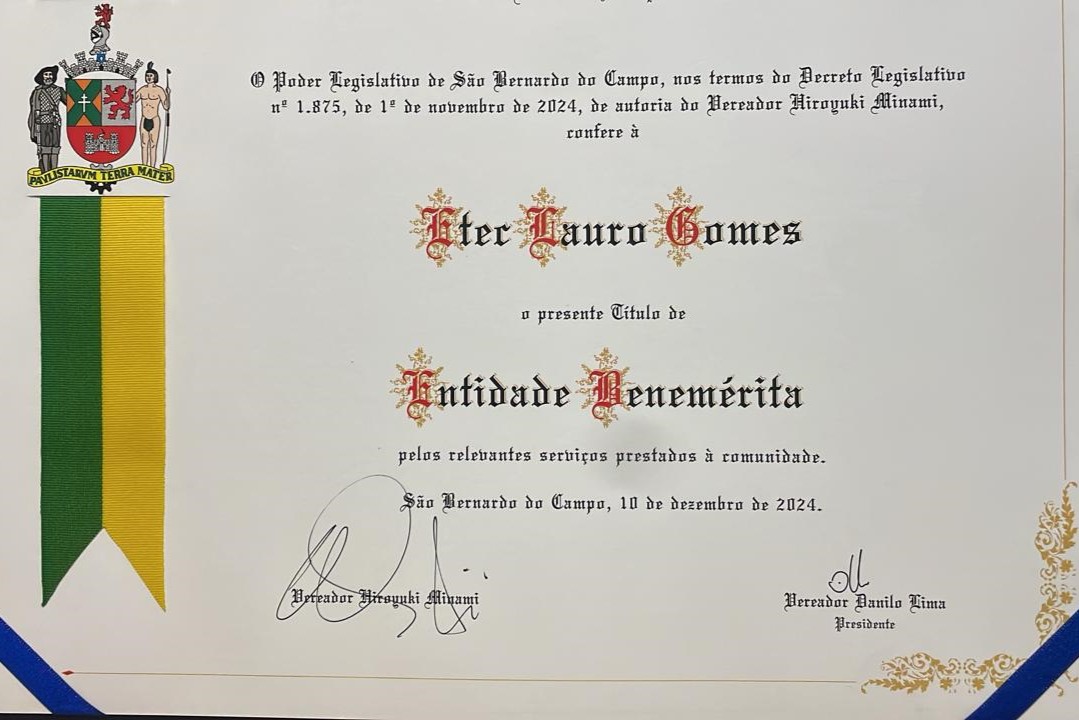 O Poder Legislativo de São Bernardo do Campo, nos termos do Decreto Legislativo
nº 1.875, de 1º de novembro de 2024, de autoria do Vereador Hiroyuki Minami,
confere à
PAVLISTARVM TERRA MATER
Etec Lauro Gomes
o presente Título de
Entidade Benemérita
pelos relevantes serviços prestados à comunidade.
São Bernardo do Campo, 10 de dezembro de 2024.
Vereador Hiroyuki Minami
Vereador Danilo Lima
Presidente